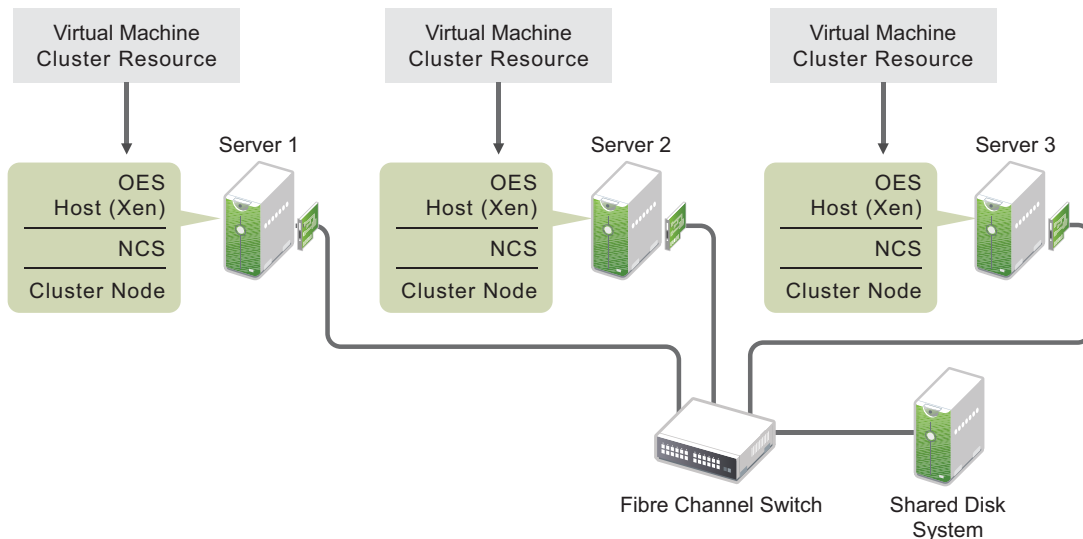 Virtual Machine
Cluster Resource
Virtual Machine
Cluster Resource
Virtual Machine
Cluster Resource
Server 1
OES
Host (Xen)
NCS
Cluster Node
Server 2
OES
Host (Xen)
NCS
Cluster Node
Server 3
OES
Host (Xen)
NCS
Cluster Node
Fibre Channel Switch
Shared Disk
System